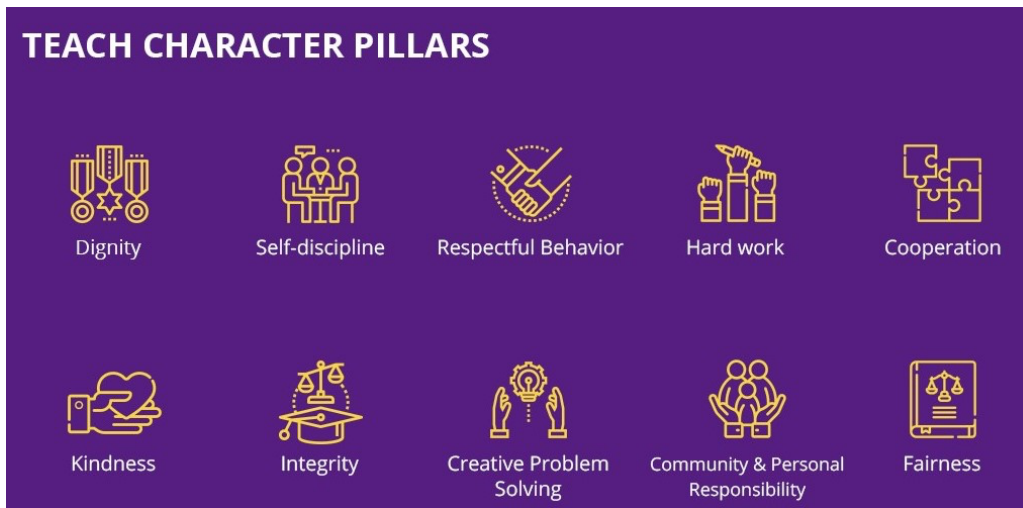 TEACH CHARACTER PILLARS
Dignity
Self-discipline
Respectful Behavior
Hard work
Cooperation
Kindness
Integrity
Creative Problem
Solving
Community & Personal
Responsibility
Fairness